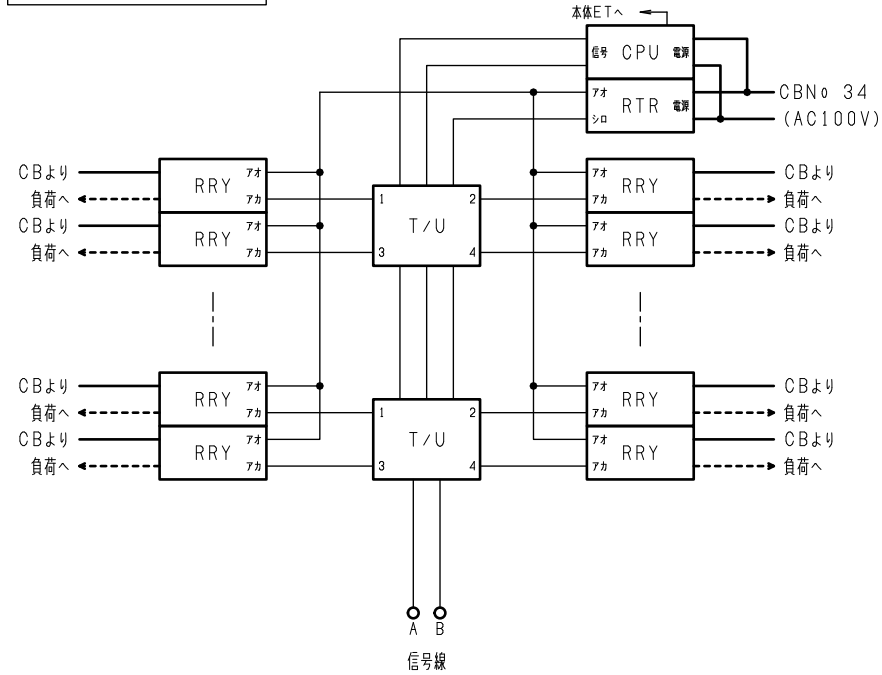 本体ETへ
信号 CPU 電源
アオ RTR 電源 CBNo 34
シロ (AC100V)
CBより RRY アオ アオ RRY CBより
負荷へ アカ 1 T/U 2 アカ 負荷へ
CBより RRY アオ アオ RRY CBより
負荷へ アカ 3 4 アカ 負荷へ
CBより RRY アオ アオ RRY CBより
負荷へ アカ 1 T/U 2 アカ 負荷へ
CBより RRY アオ アオ RRY CBより
負荷へ アカ 3 4 アカ 負荷へ
A B
信号線